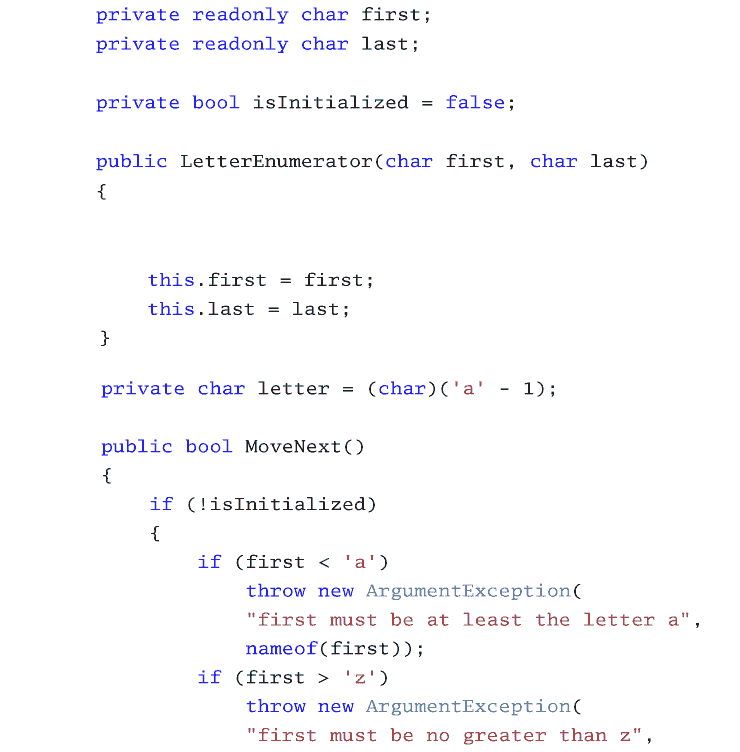 private readonly char first;
private readonly char last;
private bool isInitialized = false;
public LetterEnumerator(char first, char last)
{
this.first = first;
this.last = last;
}
private char letter = (char)('a' - 1);
public bool MoveNext()
{
if (!isInitialized)
{
if (first < 'a')
throw new ArgumentException(
"first must be at least the letter a",
nameof(first));
if (first > 'z')
throw new ArgumentException(
"first must be no greater than z",